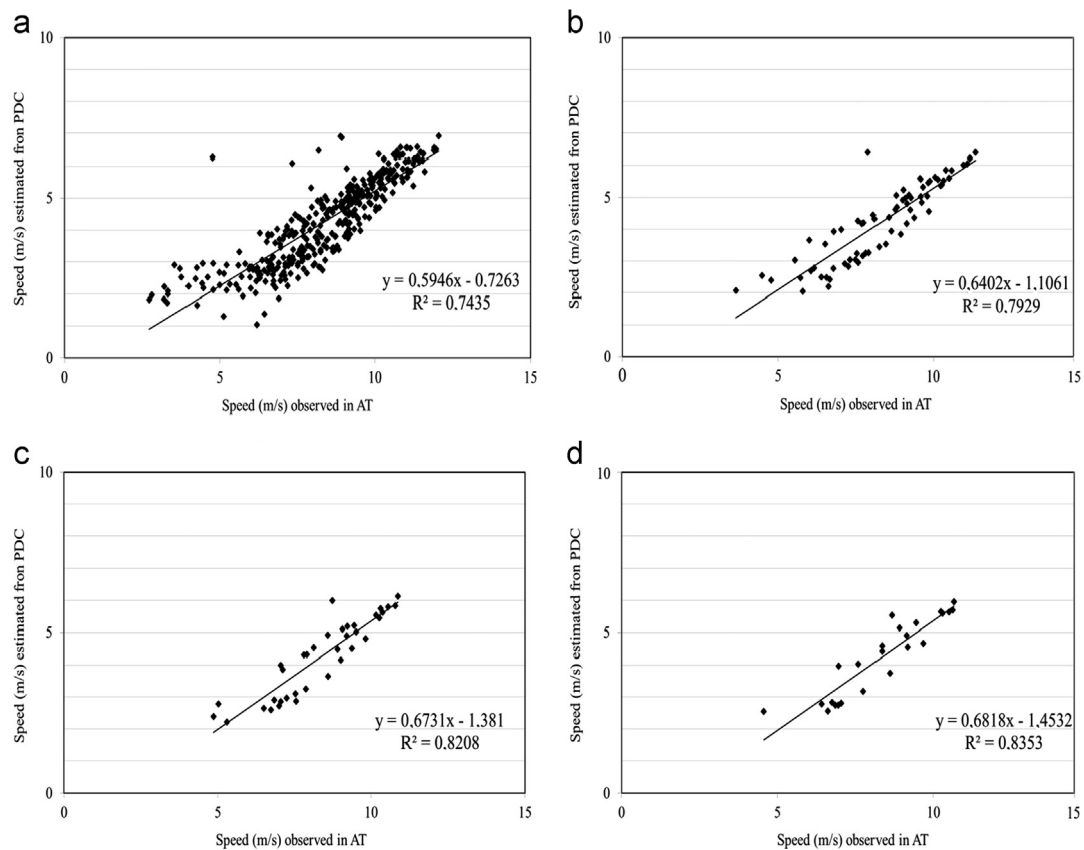 a
10
5
0
0
5
10
15
Speed (m/s) estimated fron PDC
Speed (m/s) observed in AT
y = 0.5946x - 0.7263
R² = 0.7435
b
10
5
0
0
5
10
15
Speed (m/s) estimated fron PDC
Speed (m/s) observed in AT
y = 0.6402x - 1.1061
R² = 0.7929
c
10
5
0
0
5
10
15
Speed (m/s) estimated fron PDC
Speed (m/s) observed in AT
y = 0.6731x - 1.381
R² = 0.8208
d
10
5
0
0
5
10
15
Speed (m/s) estimated fron PDC
Speed (m/s) observed in AT
y = 0.6818x - 1.4532
R² = 0.8353